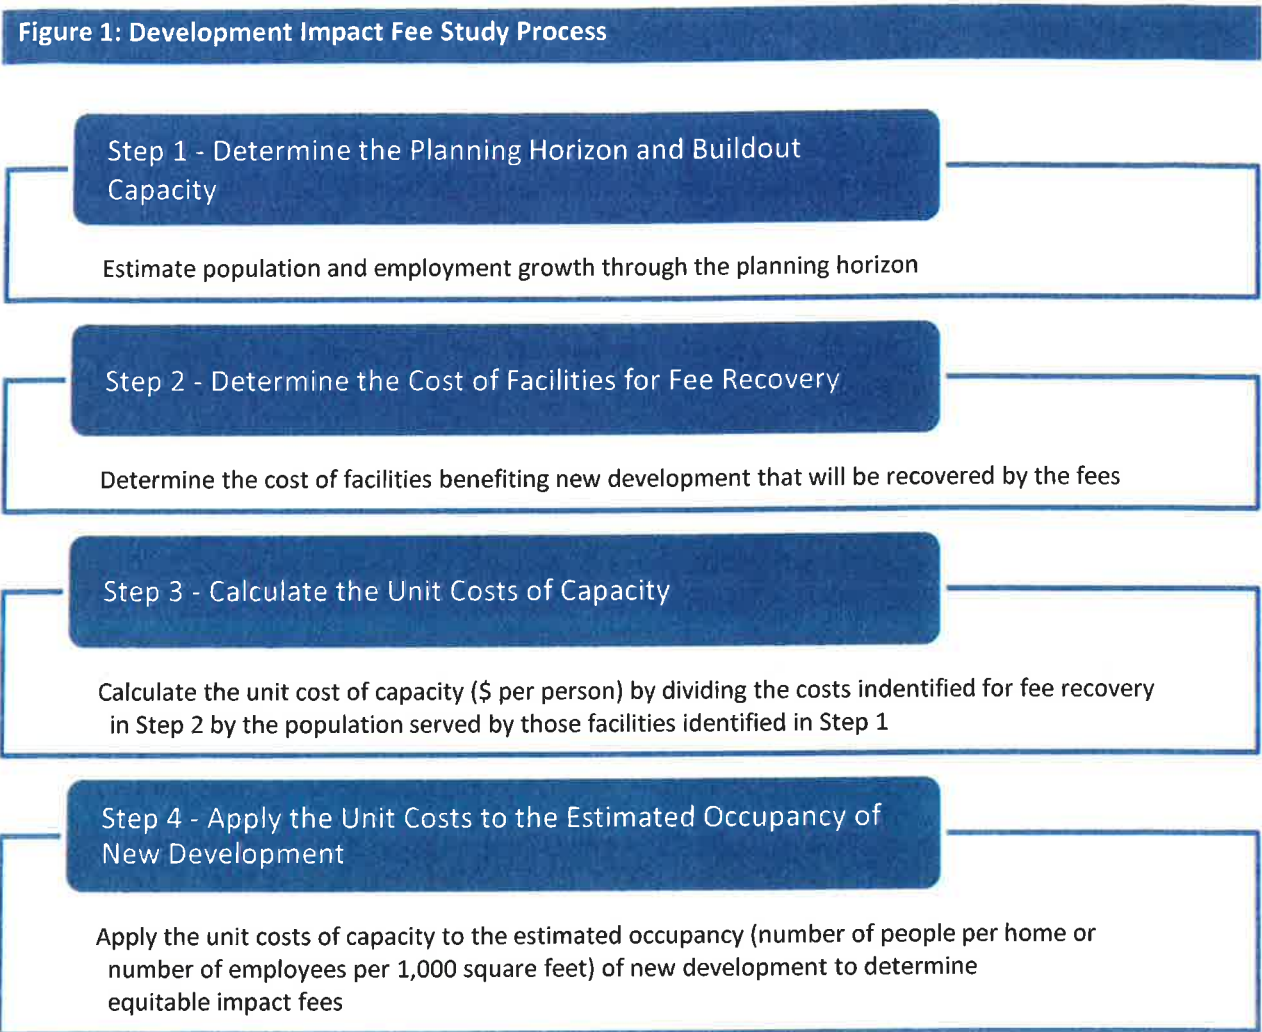 Figure 1: Development Impact Fee Study Process
Step 1 - Determine the Planning Horizon and Buildout
Capacity
Estimate population and employment growth through the planning horizon
Step 2 - Determine the Cost of Facilities for Fee Recovery
Determine the cost of facilities benefiting new development that will be recovered by the fees
Step 3 - Calculate the Unit Costs of Capacity
Calculate the unit cost of capacity ($ per person) by dividing the costs indentified for fee recovery
in Step 2 by the population served by those facilities identified in Step 1
Step 4 - Apply the Unit Costs to the Estimated Occupancy of
New Development
Apply the unit costs of capacity to the estimated occupancy (number of people per home or
number of employees per 1,000 square feet) of new development to determine
equitable impact fees